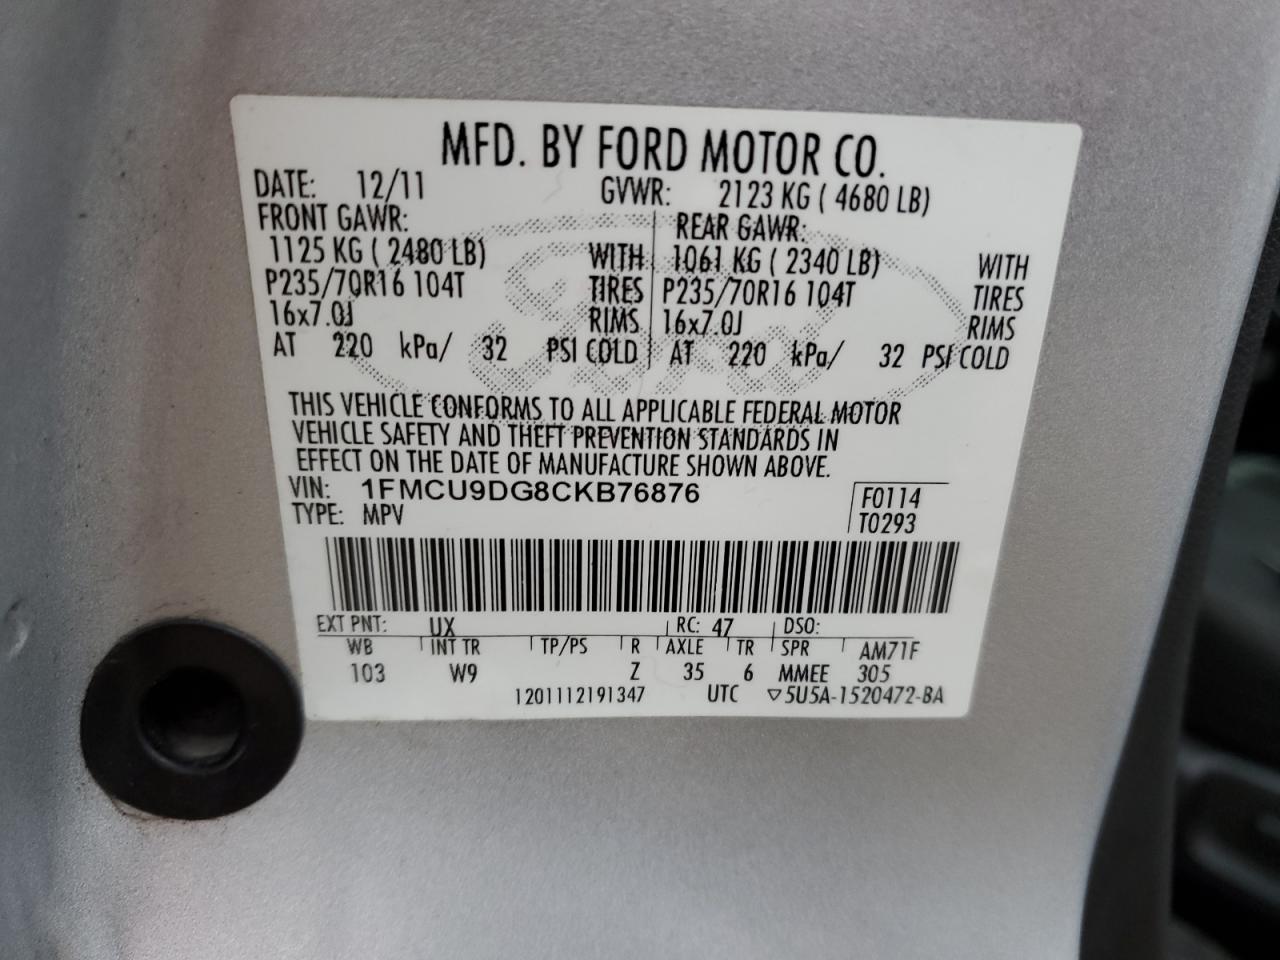 MFD. BY FORD MOTOR CO.
DATE: 12/11 GVWR: 2123 KG ( 4680 LB)
FRONT GAWR: REAR GAWR:
1125 KG ( 2480 LB) WITH 1061 KG ( 2340 LB) WITH
P235/70R16 104T TIRES P235/70R16 104T TIRES
16x7.0J RIMS 16x7.0J RIMS
AT 220 kPa/ 32 PSI COLD AT 220 kPa/ 32 PSI COLD
THIS VEHICLE CONFORMS TO ALL APPLICABLE FEDERAL MOTOR
VEHICLE SAFETY AND THEFT PREVENTION STANDARDS IN
EFFECT ON THE DATE OF MANUFACTURE SHOWN ABOVE.
VIN: 1FMCU9DG8CKB76876 F0114
TYPE: MPV T0293
EXT PNT: UX RC: 47 DSO:
WB INT TR TP/PS R AXLE TR SPR AM71F
103 W9 Z 35 6 MMEE 305
1201112191347 UTC ▽5U5A-1520472-BA
Ford